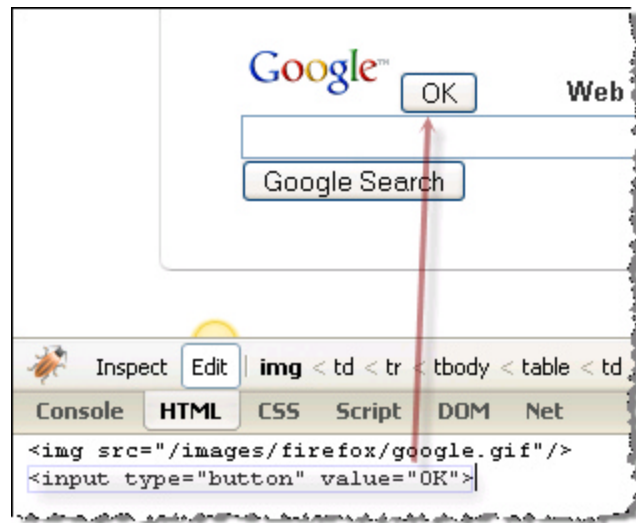 Google™
OK
Web
Google Search
Inspect Edit img < td < tr < tbody < table < td
Console HTML CSS Script DOM Net
<img src="/images/firefox/google.gif"/>
<input type="button" value="OK">